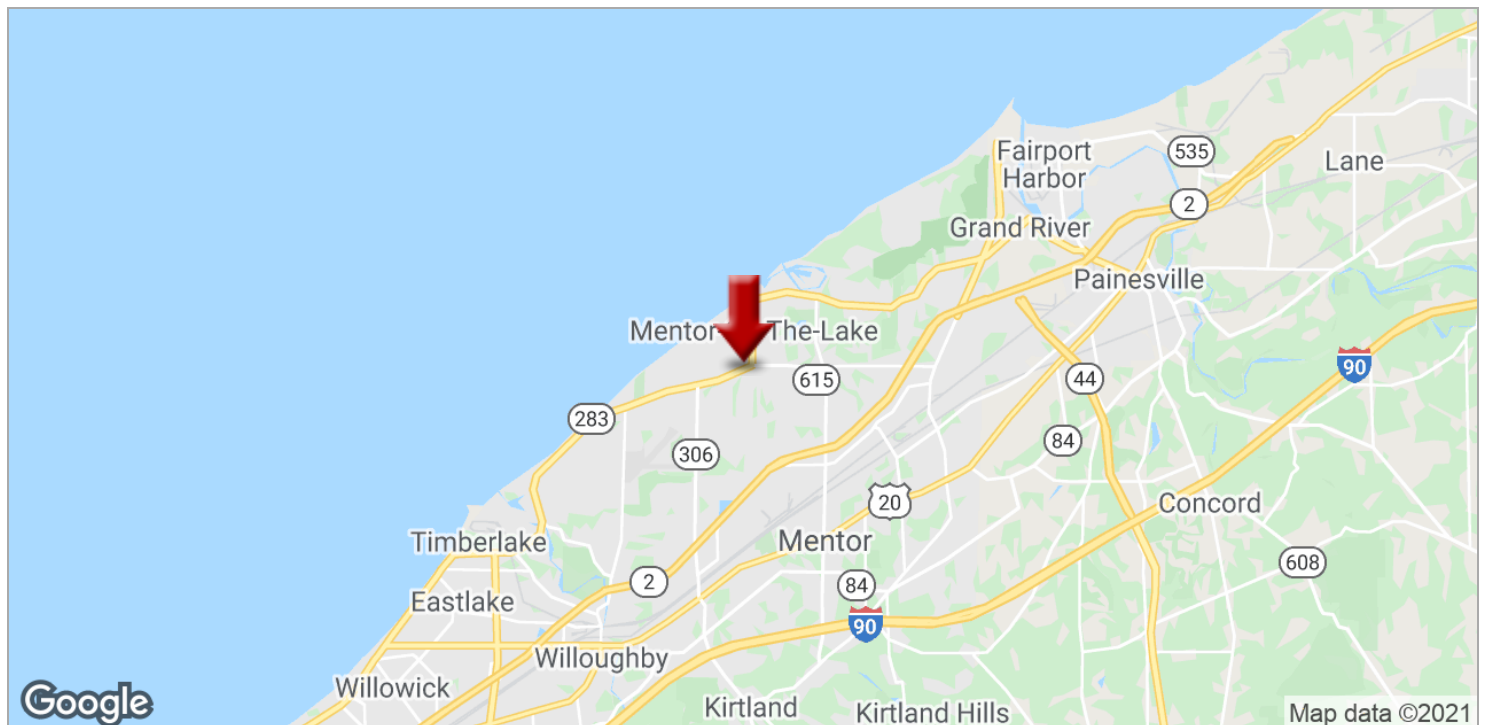 Fairport
Harbor
535
Lane
2
Grand River
Painesville
Mentor-
The-Lake
615
90
44
283
84
306
20
Concord
Mentor
Timberlake
608
2
84
Eastlake
90
Willoughby
Willowick
Kirtland
Kirtland Hills
Google
Map data ©2021